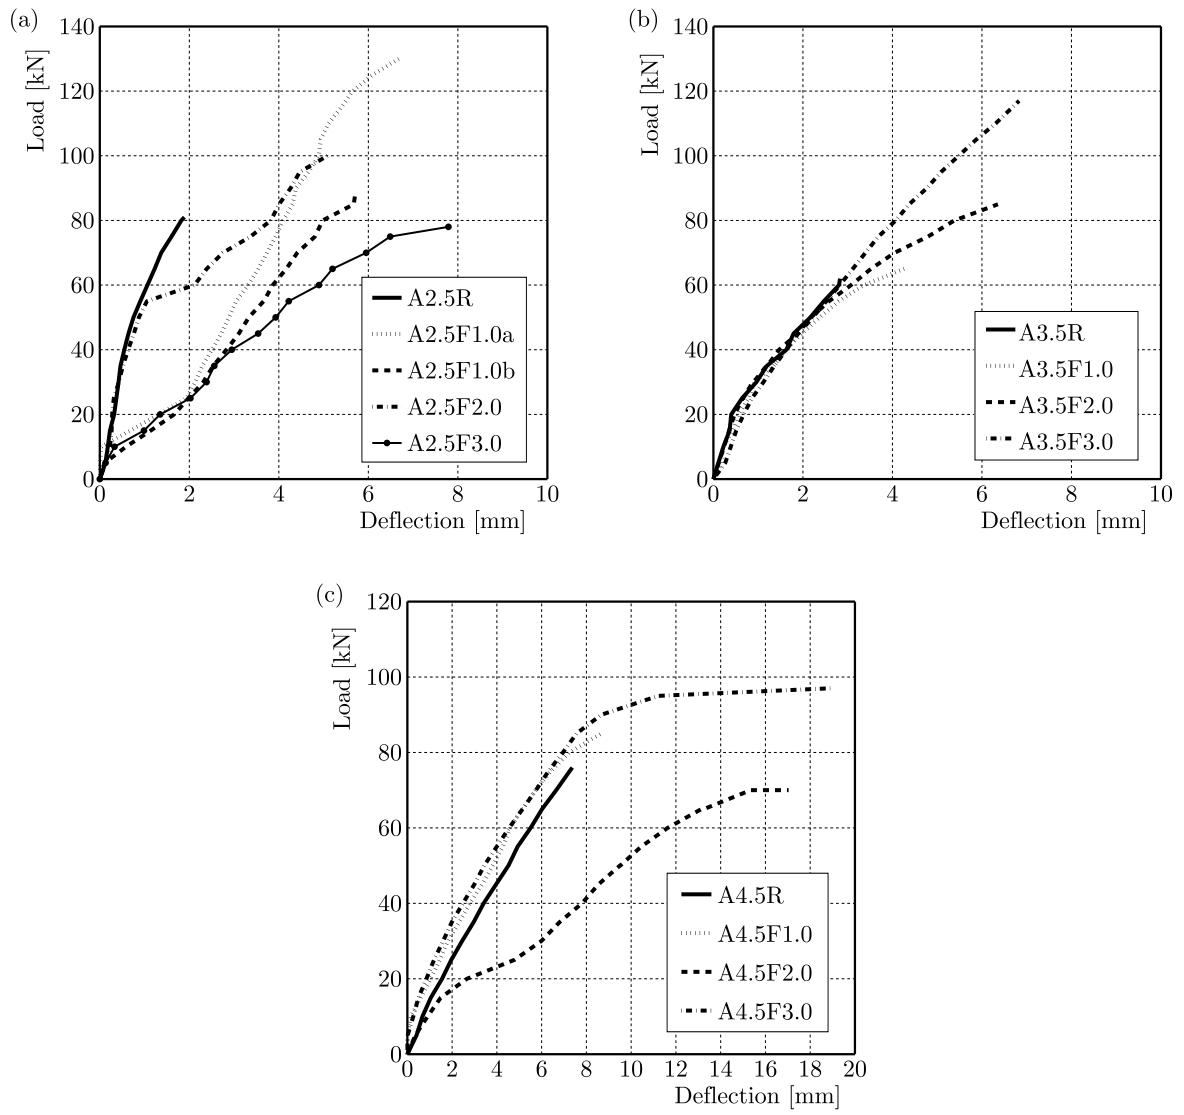 (a)
Load [kN]
140
120
100
80
60
40
20
0
0 2 4 6 8 10
Deflection [mm]
A2.5R
A2.5F1.0a
A2.5F1.0b
A2.5F2.0
A2.5F3.0
(b)
Load [kN]
140
120
100
80
60
40
20
0
0 2 4 6 8 10
Deflection [mm]
A3.5R
A3.5F1.0
A3.5F2.0
A3.5F3.0
(c)
Load [kN]
120
100
80
60
40
20
0
0 2 4 6 8 10 12 14 16 18 20
Deflection [mm]
A4.5R
A4.5F1.0
A4.5F2.0
A4.5F3.0